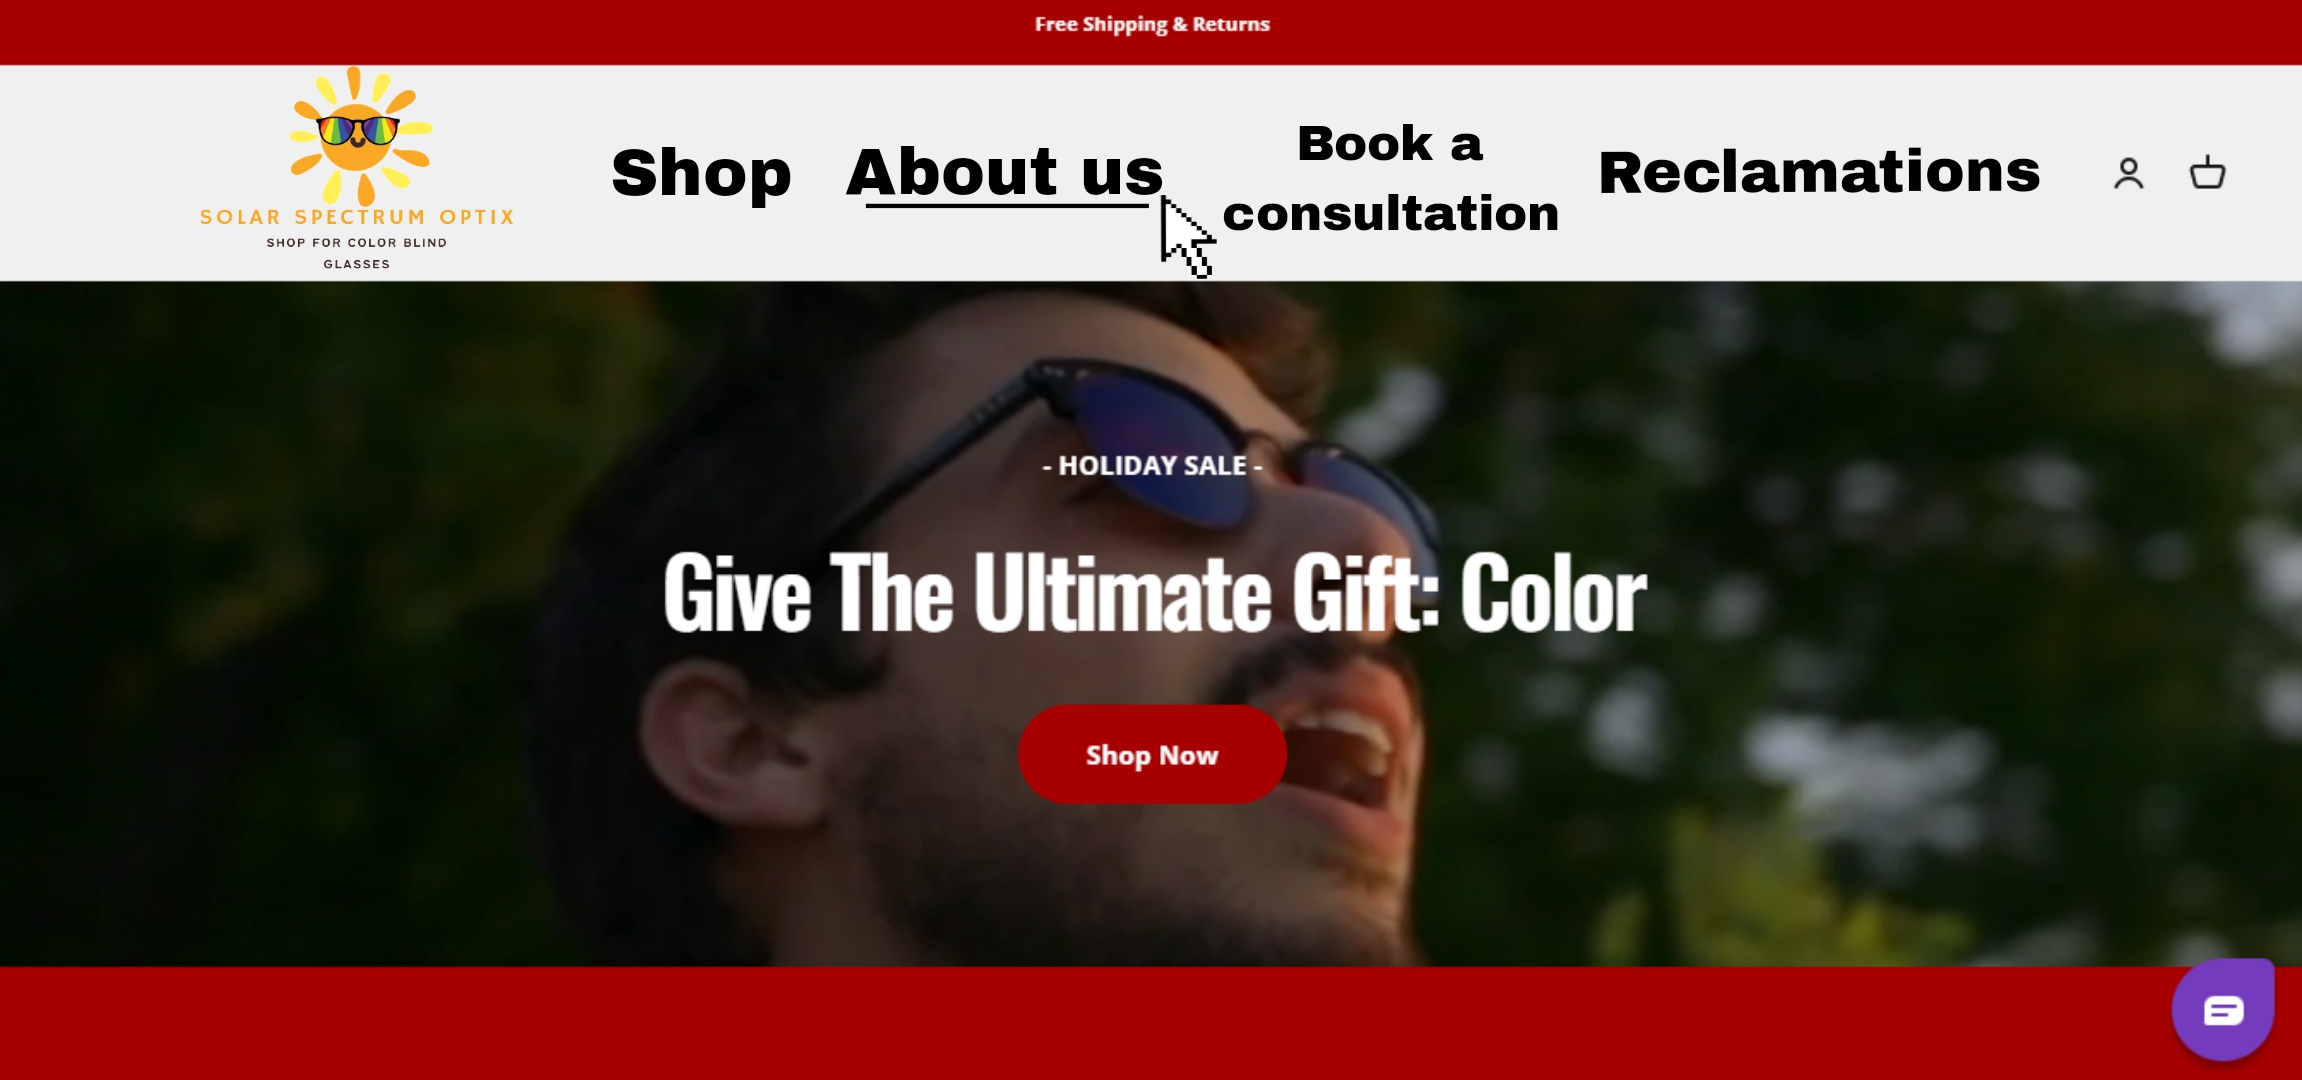 Free Shipping & Returns
SOLAR SPECTRUM OPTIX
SHOP FOR COLOR BLIND
GLASSES
Shop
About us
Book a
consultation
Reclamations
- HOLIDAY SALE -
Give The Ultimate Gift: Color
Shop Now